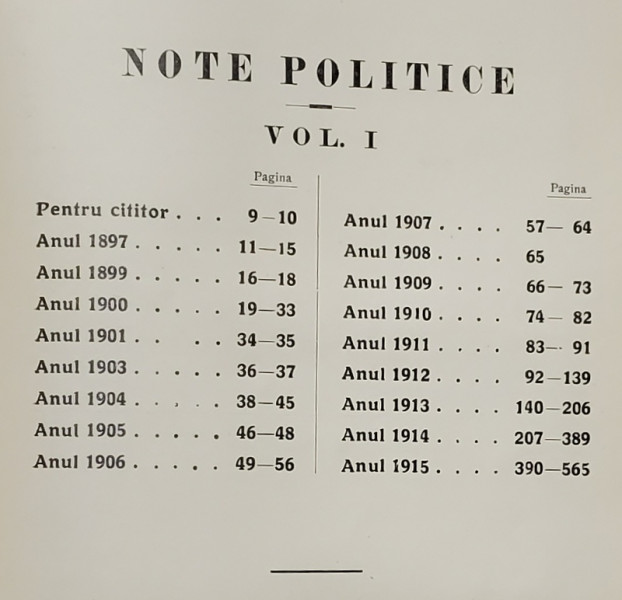 NOTE POLITICE
VOL. I
Pagina
Pentru cititor . . . 9—10
Anul 1897 . . . . . 11—15
Anul 1899 . . . . . 16—18
Anul 1900 . . . . . 19—33
Anul 1901 . . . . 34—35
Anul 1903 . . . . . 36—37
Anul 1904 . . . . . 38—45
Anul 1905 . . . . . 46—48
Anul 1906 . . . . . 49—56
Pagina
Anul 1907 . . . . 57— 64
Anul 1908 . . . . 65
Anul 1909 . . . . 66— 73
Anul 1910 . . . . 74— 82
Anul 1911 . . . . 83— 91
Anul 1912 . . . . 92—139
Anul 1913 . . . . 140—206
Anul 1914 . . . . 207—389
Anul 1915 . . . . 390—565